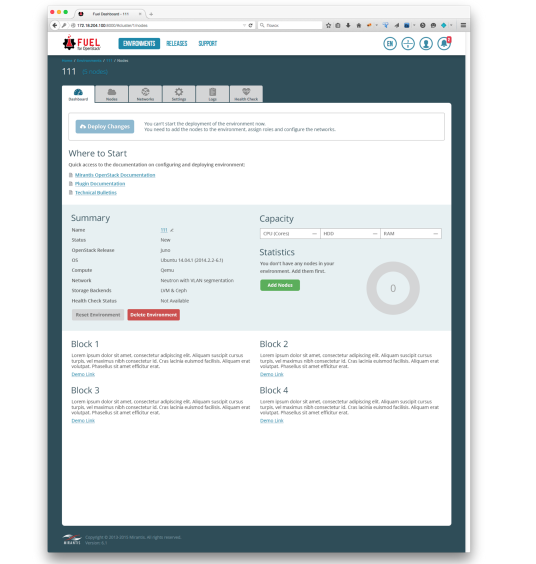 Fuel Dashboard - 111
FUEL
for OpenStack
ENVIRONMENTS RELEASES SUPPORT
EN
Home / Environments / 111 / Nodes
111 (0 nodes)
Dashboard Nodes Networks Settings Logs Health Check
Deploy Changes
You can't start the deployment of the environment now.
You need to add the nodes to the environment, assign roles and configure the networks.
Where to Start
Quick access to the documentation on configuring and deploying environment:
Mirantis OpenStack Documentation
Plugin Documentation
Technical Bulletins
Summary
Name 111
Status New
OpenStack Release Juno
OS Ubuntu 14.04.1 (2014.2.2-6.1)
Compute Qemu
Network Neutron with VLAN segmentation
Storage Backends LVM & Ceph
Health Check Status Not Available
Reset Environment Delete Environment
Capacity
CPU (Cores) — HDD — RAM —
Statistics
You don't have any nodes in your
environment. Add them first.
Add Nodes
0
Block 1
Lorem ipsum dolor sit amet, consectetur adipiscing elit. Aliquam suscipit cursus
turpis, vel maximus nibh consectetur id. Cras lacinia euismod facilisis. Aliquam erat
volutpat. Phasellus sit amet efficitur erat.
Demo Link
Block 2
Lorem ipsum dolor sit amet, consectetur adipiscing elit. Aliquam suscipit cursus
turpis, vel maximus nibh consectetur id. Cras lacinia euismod facilisis. Aliquam erat
volutpat. Phasellus sit amet efficitur erat.
Demo Link
Block 3
Lorem ipsum dolor sit amet, consectetur adipiscing elit. Aliquam suscipit cursus
turpis, vel maximus nibh consectetur id. Cras lacinia euismod facilisis. Aliquam erat
volutpat. Phasellus sit amet efficitur erat.
Demo Link
Block 4
Lorem ipsum dolor sit amet, consectetur adipiscing elit. Aliquam suscipit cursus
turpis, vel maximus nibh consectetur id. Cras lacinia euismod facilisis. Aliquam erat
volutpat. Phasellus sit amet efficitur erat.
Demo Link
MIRANTIS
Copyright © 2013-2015 Mirantis. All rights reserved.
Version: 6.1